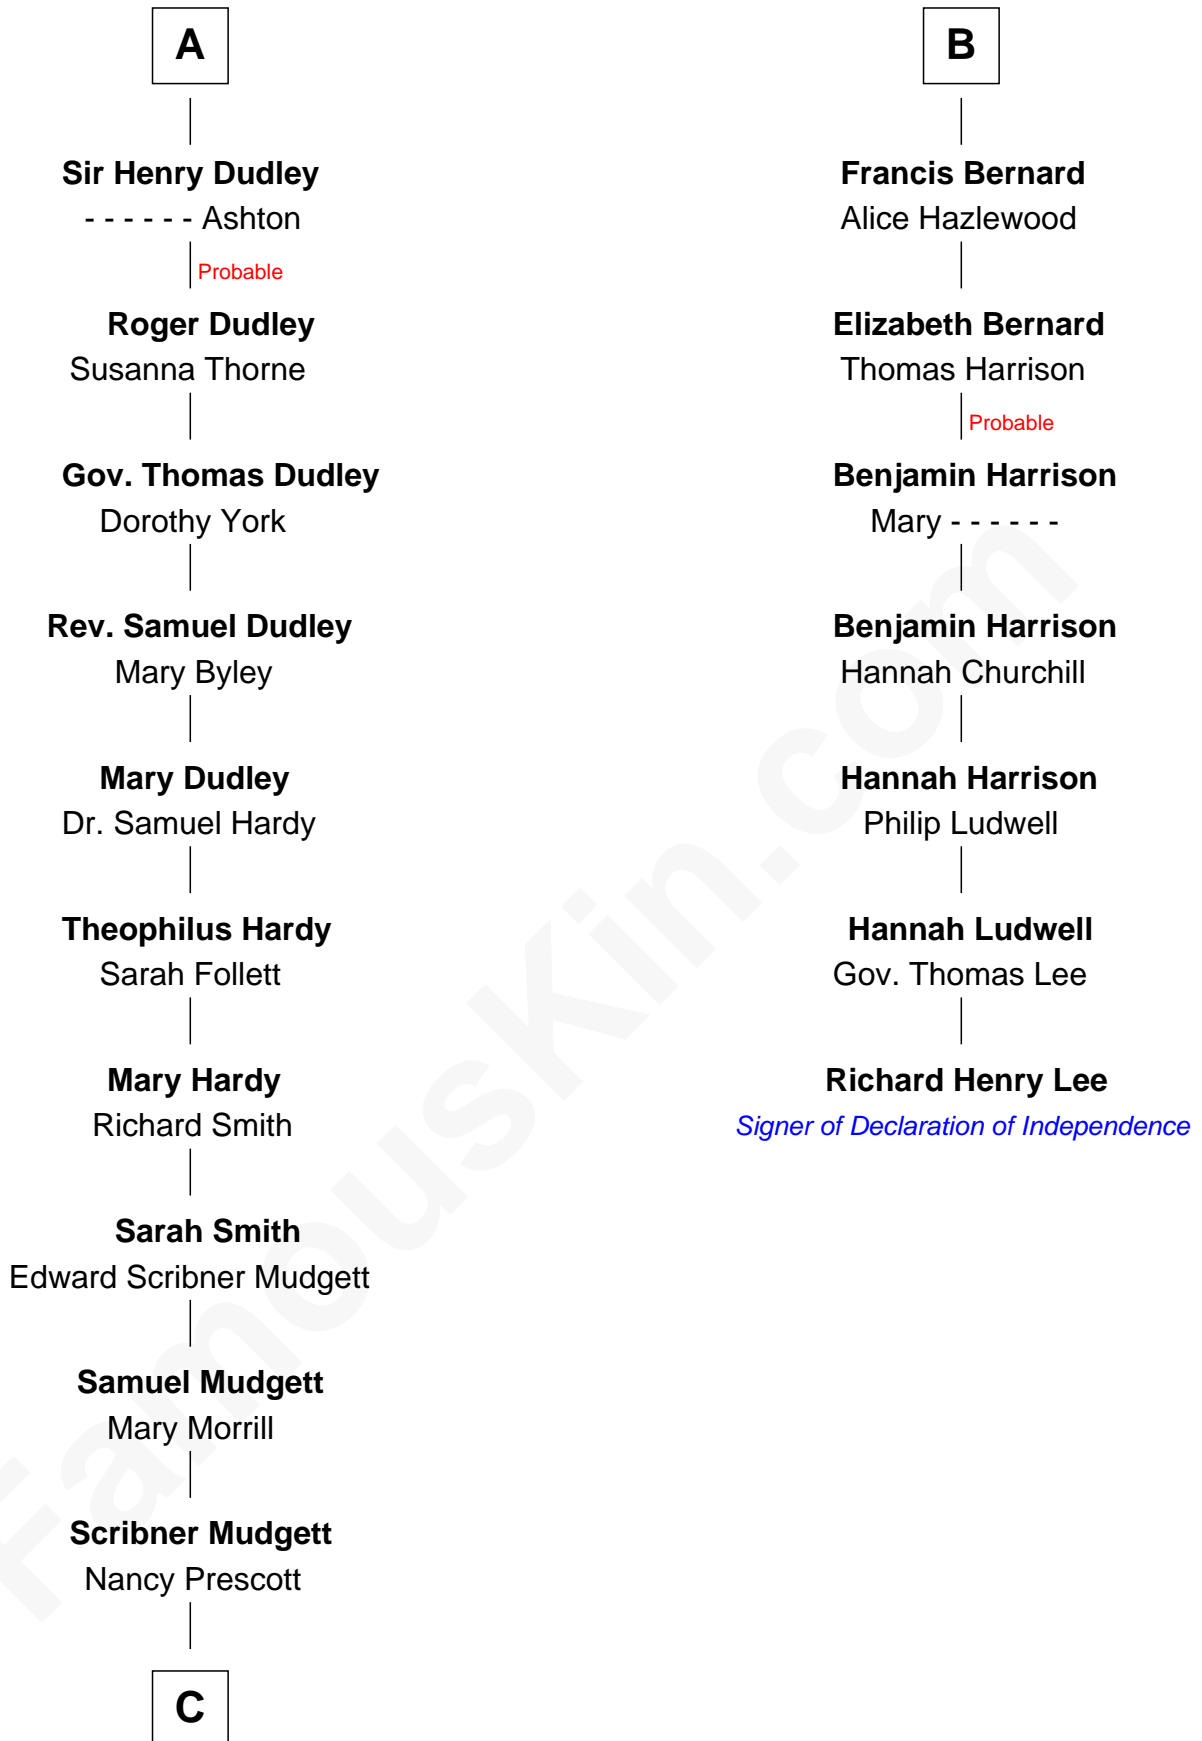 A
Sir Henry Dudley
- - - - - - Ashton
Probable
Roger Dudley
Susanna Thorne
Gov. Thomas Dudley
Dorothy York
Rev. Samuel Dudley
Mary Byley
Mary Dudley
Dr. Samuel Hardy
Theophilus Hardy
Sarah Follett
Mary Hardy
Richard Smith
Sarah Smith
Edward Scribner Mudgett
Samuel Mudgett
Mary Morrill
Scribner Mudgett
Nancy Prescott
C
B
Francis Bernard
Alice Hazlewood
Elizabeth Bernard
Thomas Harrison
Probable
Benjamin Harrison
Mary - - - - - -
Benjamin Harrison
Hannah Churchill
Hannah Harrison
Philip Ludwell
Hannah Ludwell
Gov. Thomas Lee
Richard Henry Lee
Signer of Declaration of Independence
FamousKin.com